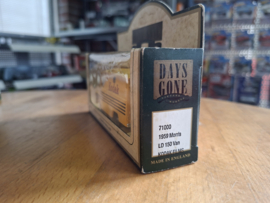 DAYS
GONE
71000
1959 Morris
LD 150 Van
MADE IN ENGLAND